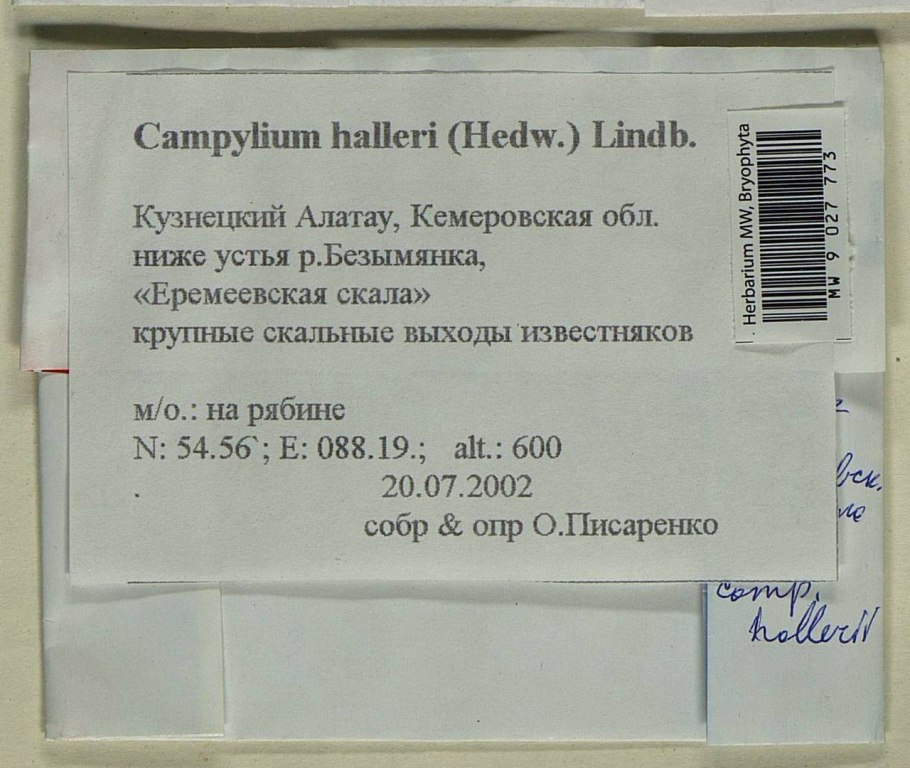 Campylium halleri (Hedw.) Lindb.
Кузнецкий Алатау, Кемеровская обл.
ниже устья р.Безымянка,
«Еремеевская скала»
крупные скальные выходы известняков
м/о.: на рябине
N: 54.56`; E: 088.19.; alt.: 600
. 20.07.2002
собр & опр О.Писаренко
Herbarium MW, Bryophyta
MW 9 027 773
comp.